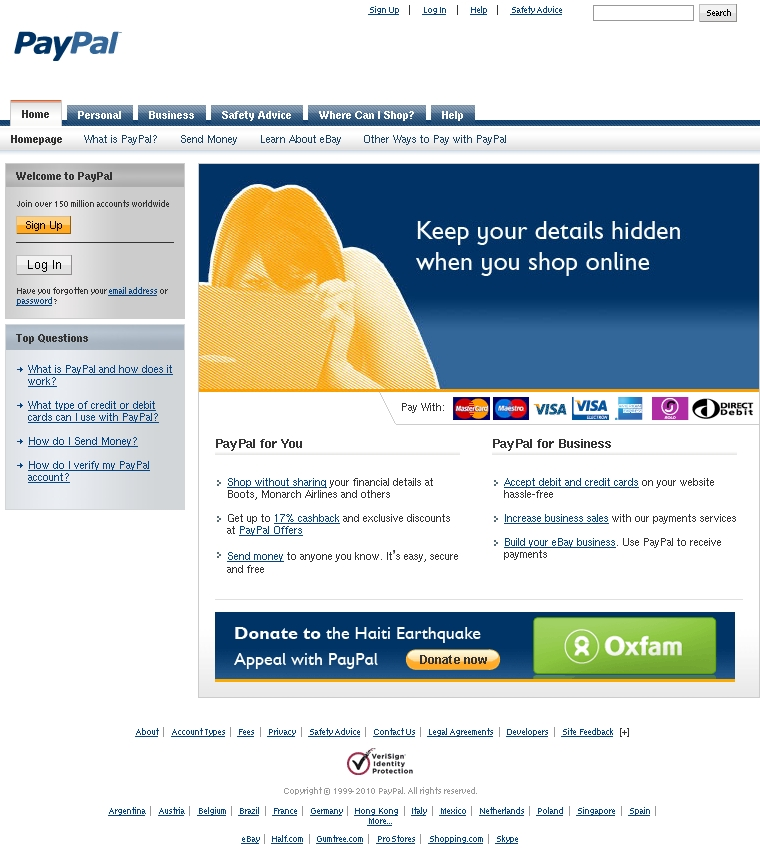 Sign Up | Log In | Help | Safety Advice Search
PayPal
Home Personal Business Safety Advice Where Can I Shop? Help
Homepage What is PayPal? Send Money Learn About eBay Other Ways to Pay with PayPal
Welcome to PayPal
Join over 150 million accounts worldwide
Sign Up
Log In
Have you forgotten your email address or
password?
Top Questions
What is PayPal and how does it
work?
What type of credit or debit
cards can I use with PayPal?
How do I Send Money?
How do I verify my PayPal
account?
Keep your details hidden
when you shop online
Pay With: MasterCard Maestro VISA VISA ELECTRON SOLO DIRECT Debit
PayPal for You
Shop without sharing your financial details at
Boots, Monarch Airlines and others
Get up to 17% cashback and exclusive discounts
at PayPal Offers
Send money to anyone you know. It's easy, secure
and free
PayPal for Business
Accept debit and credit cards on your website
hassle-free
Increase business sales with our payments services
Build your eBay business. Use PayPal to receive
payments
Donate to the Haiti Earthquake
Appeal with PayPal Donate now
Oxfam
About | Account Types | Fees | Privacy | Safety Advice | Contact Us | Legal Agreements | Developers | Site Feedback [+]
VeriSign
Identity
Protection
Copyright © 1999-2010 PayPal. All rights reserved.
Argentina | Austria | Belgium | Brazil | France | Germany | Hong Kong | Italy | Mexico | Netherlands | Poland | Singapore | Spain |
More...
eBay | Half.com | Gumtree.com | ProStores | Shopping.com | Skype